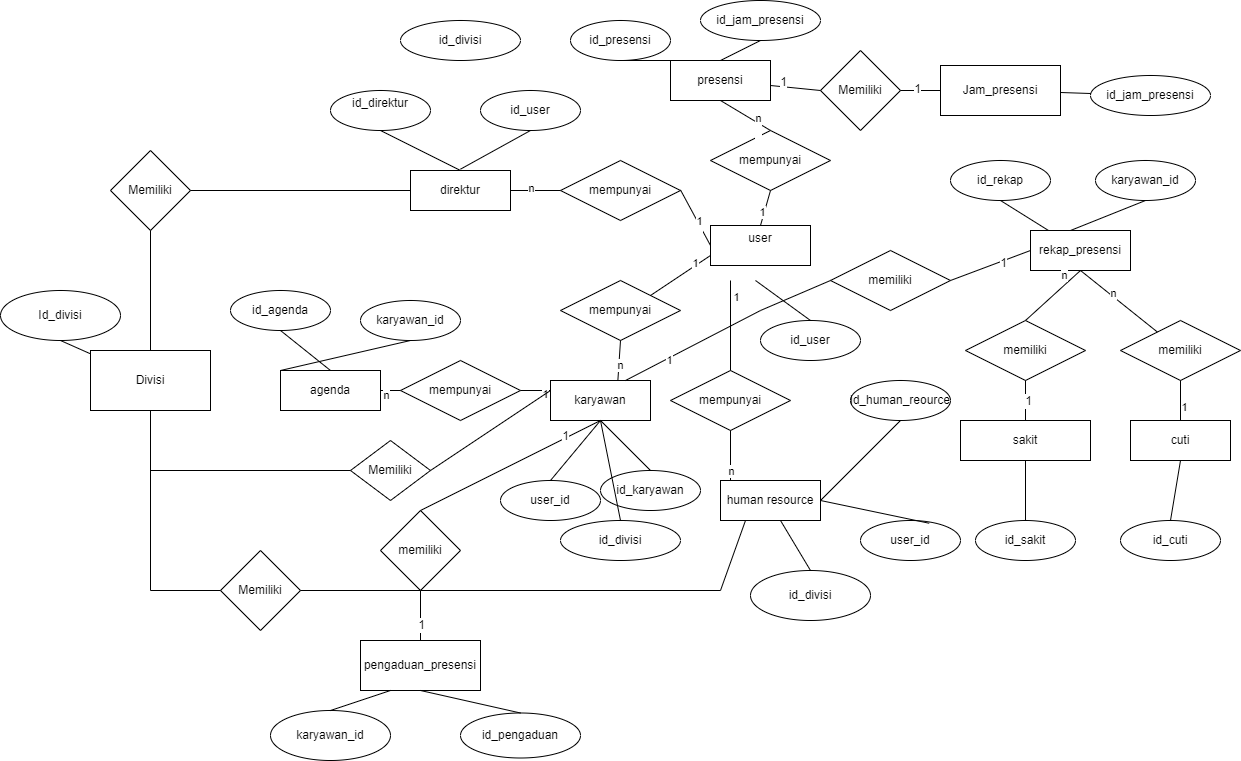 id_divisi
id_presensi
id_jam_presensi
presensi
1
Memiliki
1
Jam_presensi
id_jam_presensi
id_direktur
id_user
n
mempunyai
Memiliki
direktur
n
mempunyai
1
1
user
id_rekap
karyawan_id
rekap_presensi
1
memiliki
1
mempunyai
n
1
id_user
n
n
memiliki
memiliki
1
1
Id_divisi
id_agenda
karyawan_id
Divisi
agenda
n
mempunyai
1
karyawan
1
mempunyai
n
id_human_reource
sakit
cuti
Memiliki
1
user_id
id_karyawan
id_divisi
human resource
user_id
id_sakit
id_cuti
memiliki
Memiliki
id_divisi
1
pengaduan_presensi
karyawan_id
id_pengaduan